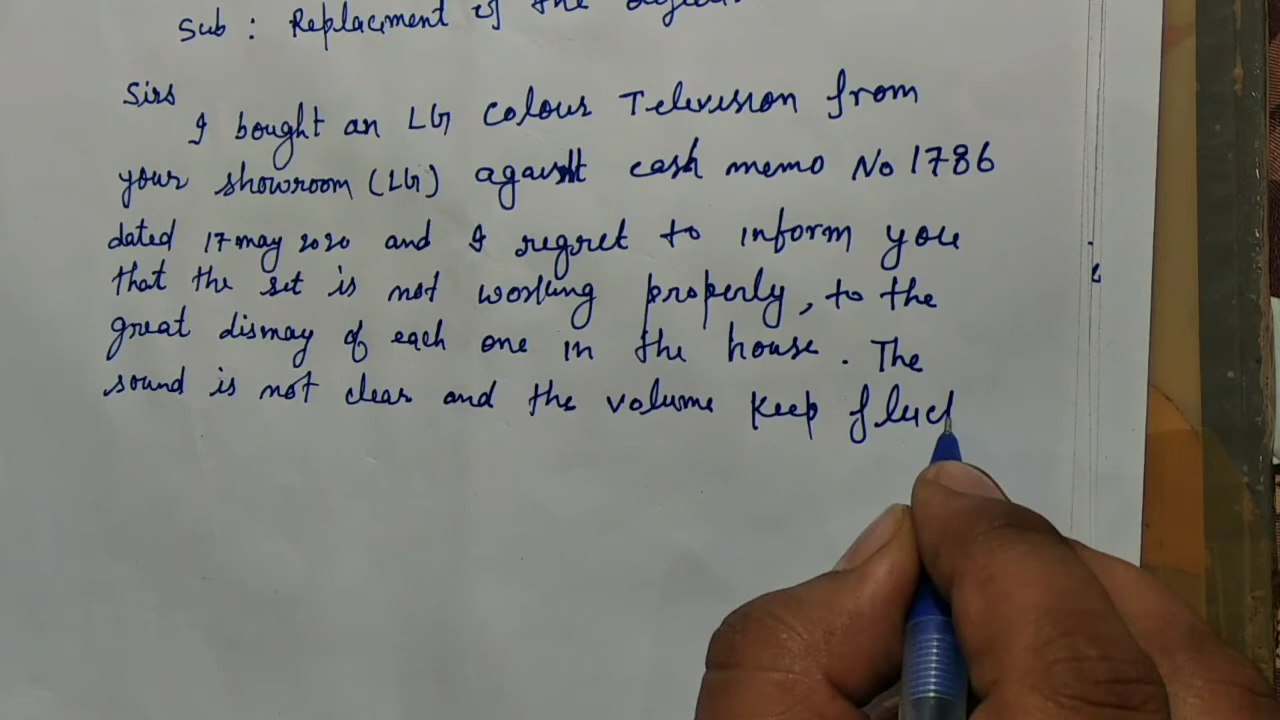 Sub : Replacment of the
Sirs
I bought an LG Colour Television from
your showroom (LG) against cash memo No 1786
dated 17 may 2020 and I regret to inform you
that the set is not working properly, to the
great dismay of each one in the house. The
sound is not clear and the volume keep fluct